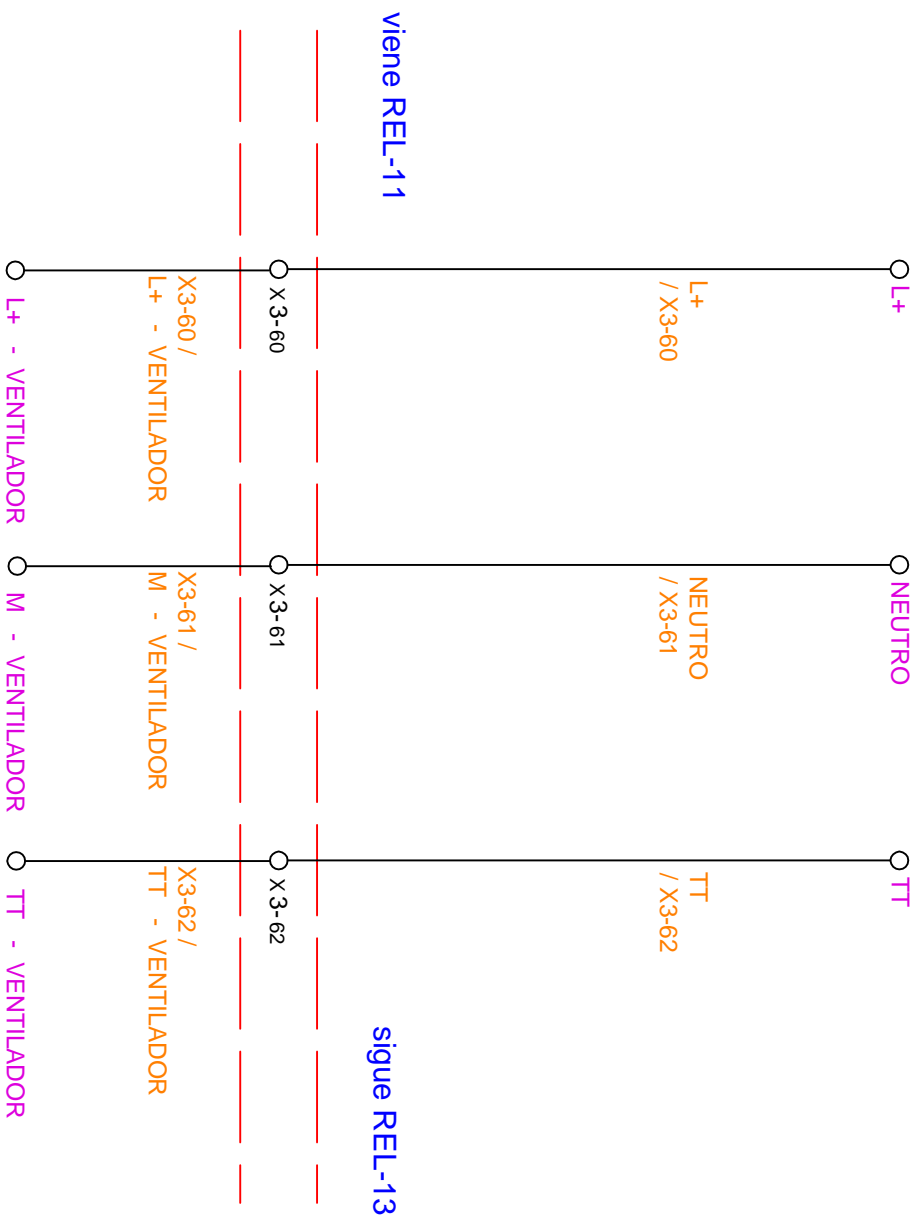 L+
NEUTRO
TT
L+
/ X3-60
NEUTRO
/ X3-61
TT
/ X3-62
viene REL-11
sigue REL-13
X3-60
X3-61
X3-62
X3-60 /
L+ - VENTILADOR
X3-61 /
M - VENTILADOR
X3-62 /
TT - VENTILADOR
L+ - VENTILADOR
M - VENTILADOR
TT - VENTILADOR